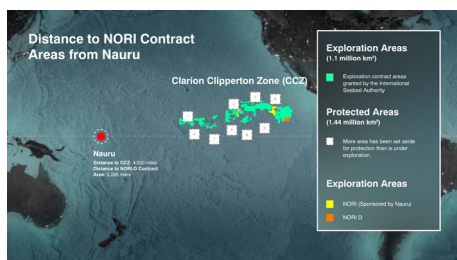 Distance to NORI Contract
Areas from Nauru
Clarion Clipperton Zone (CCZ)
Nauru
Distance to CCZ: 4,000 miles
Distance to NORI-D Contract
Area:
miles
Exploration Areas
(1.1 million km²)
Exploration contract areas
granted by the International
Seabed Authority
Protected Areas
(1.44 million km²)
More area has been set aside
for protection than is under
exploration.
Exploration Areas
NORI (Sponsored by Nauru)
NORI D